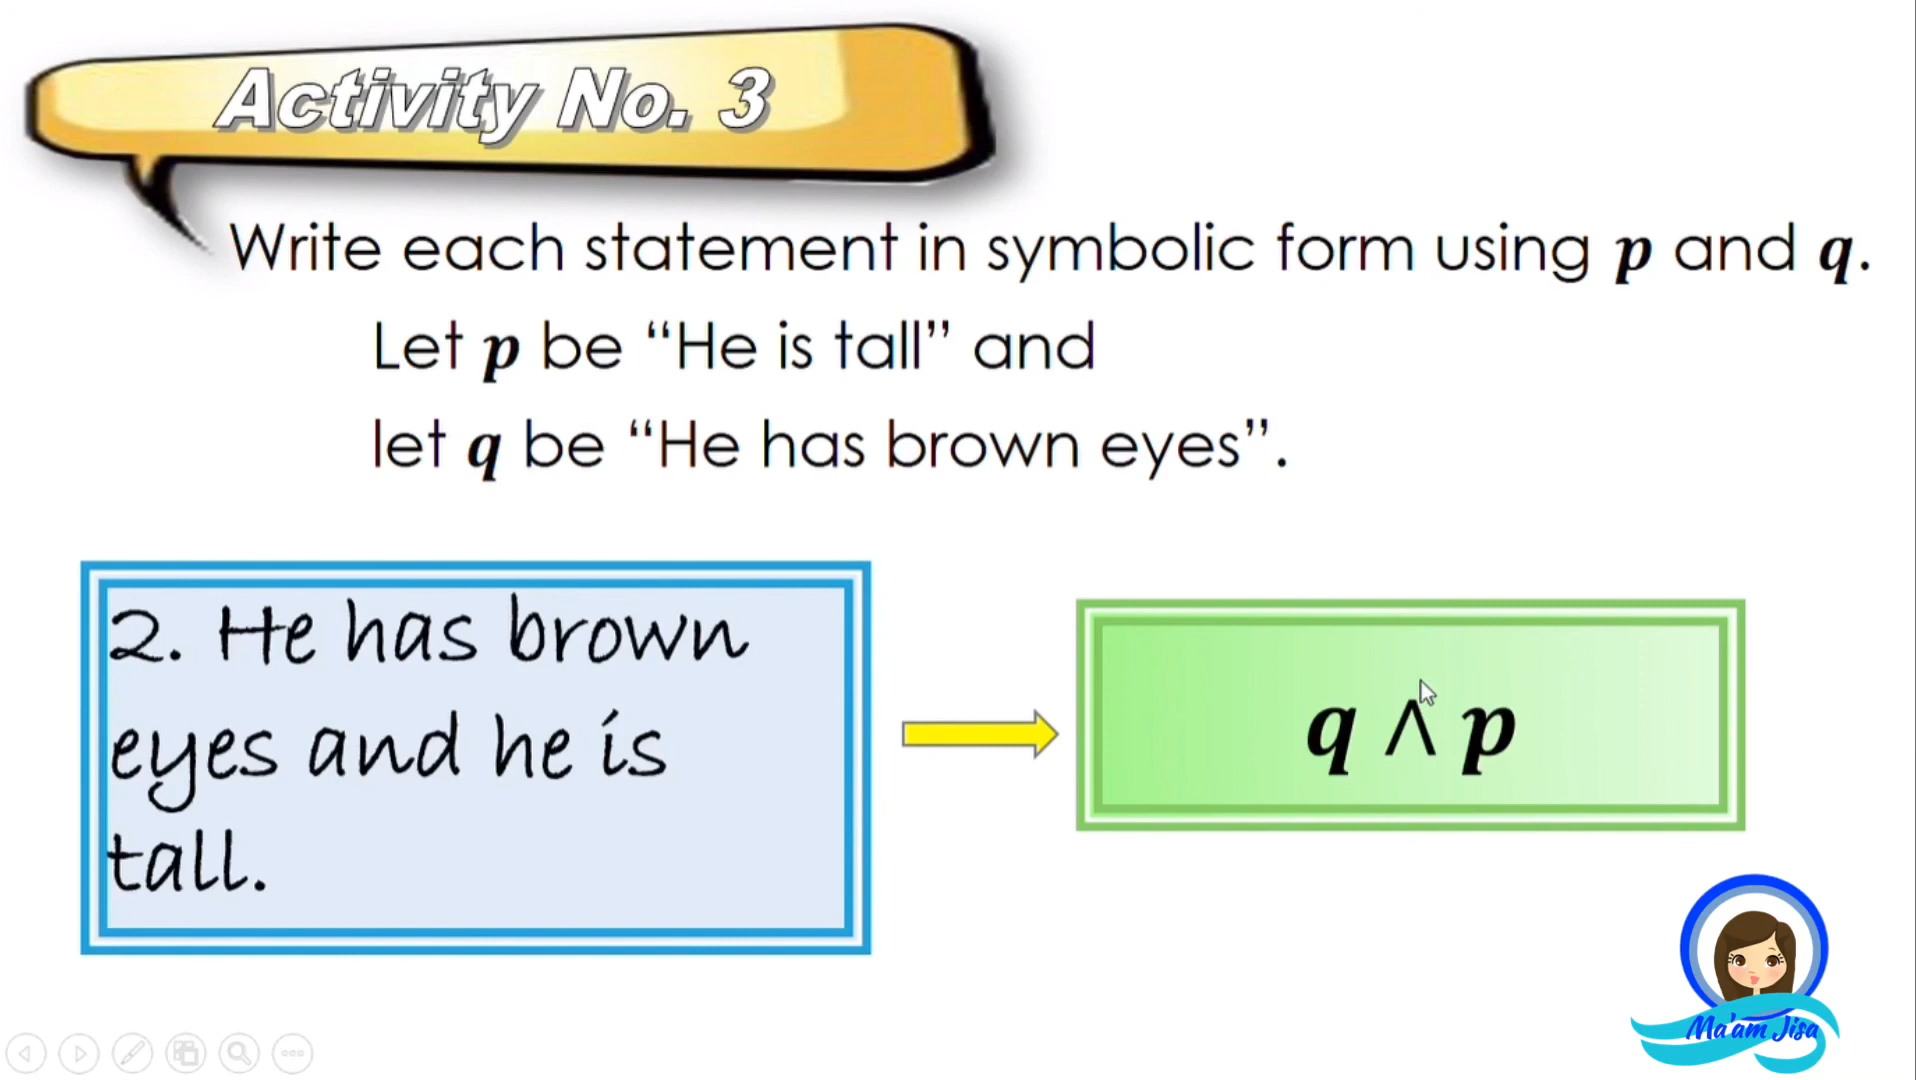 Activity No. 3
Write each statement in symbolic form using p and q.
Let p be “He is tall” and
let q be “He has brown eyes”.
2. He has brown
eyes and he is
tall.
q ∧ p
Ma'am Jisa